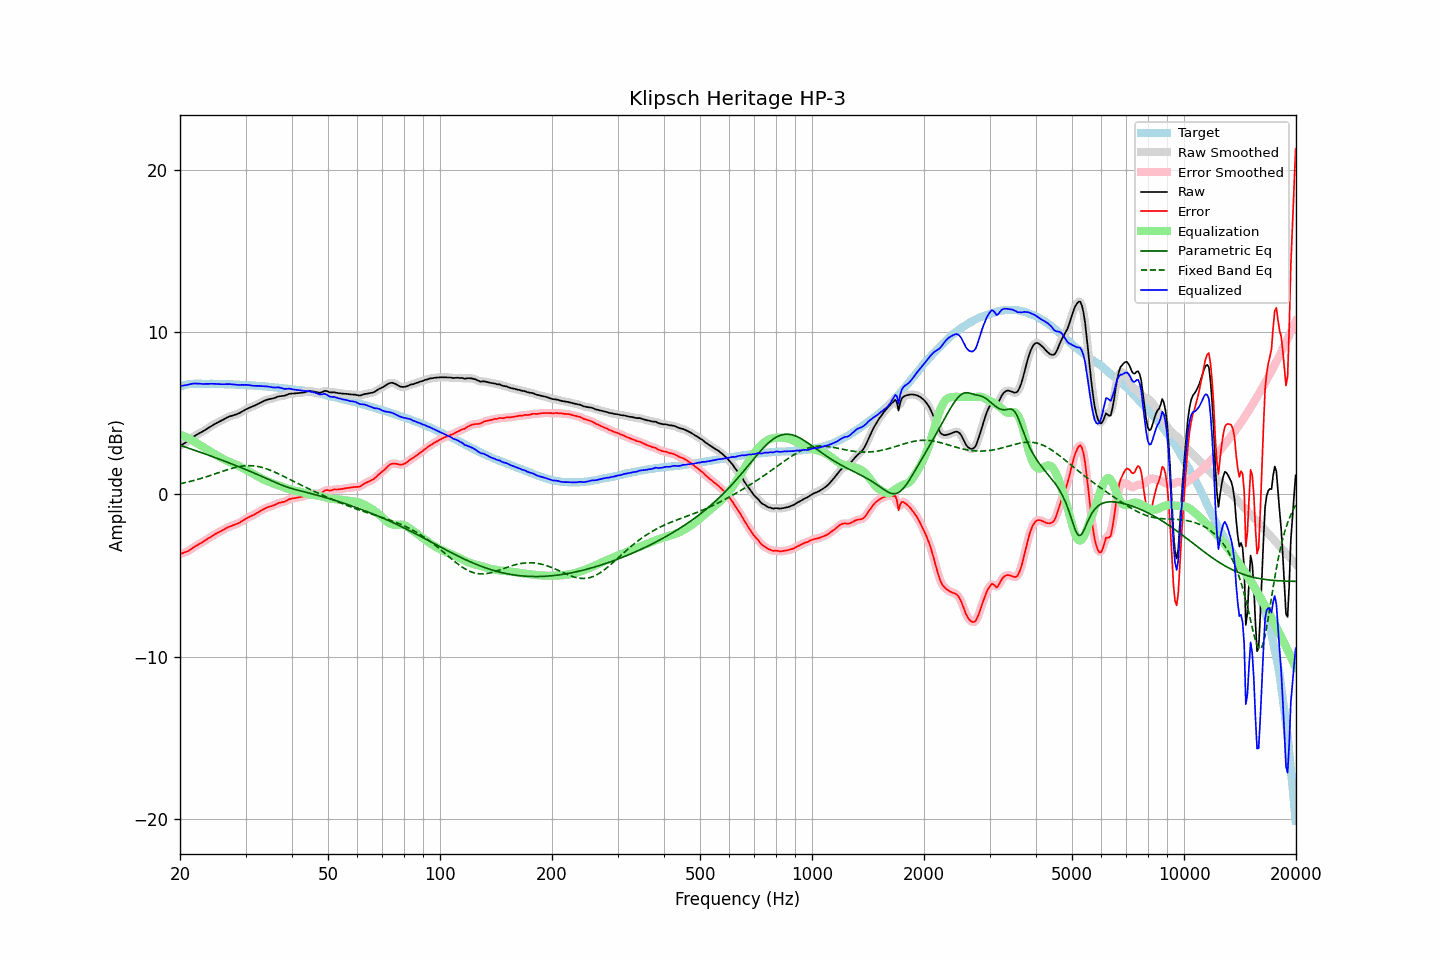 Klipsch Heritage HP-3
Target
Raw Smoothed
Error Smoothed
Raw
Error
Equalization
Parametric Eq
Fixed Band Eq
Equalized
Amplitude (dBr)
20
10
0
−10
−20
20
50
100
200
500
1000
2000
5000
10000
20000
Frequency (Hz)